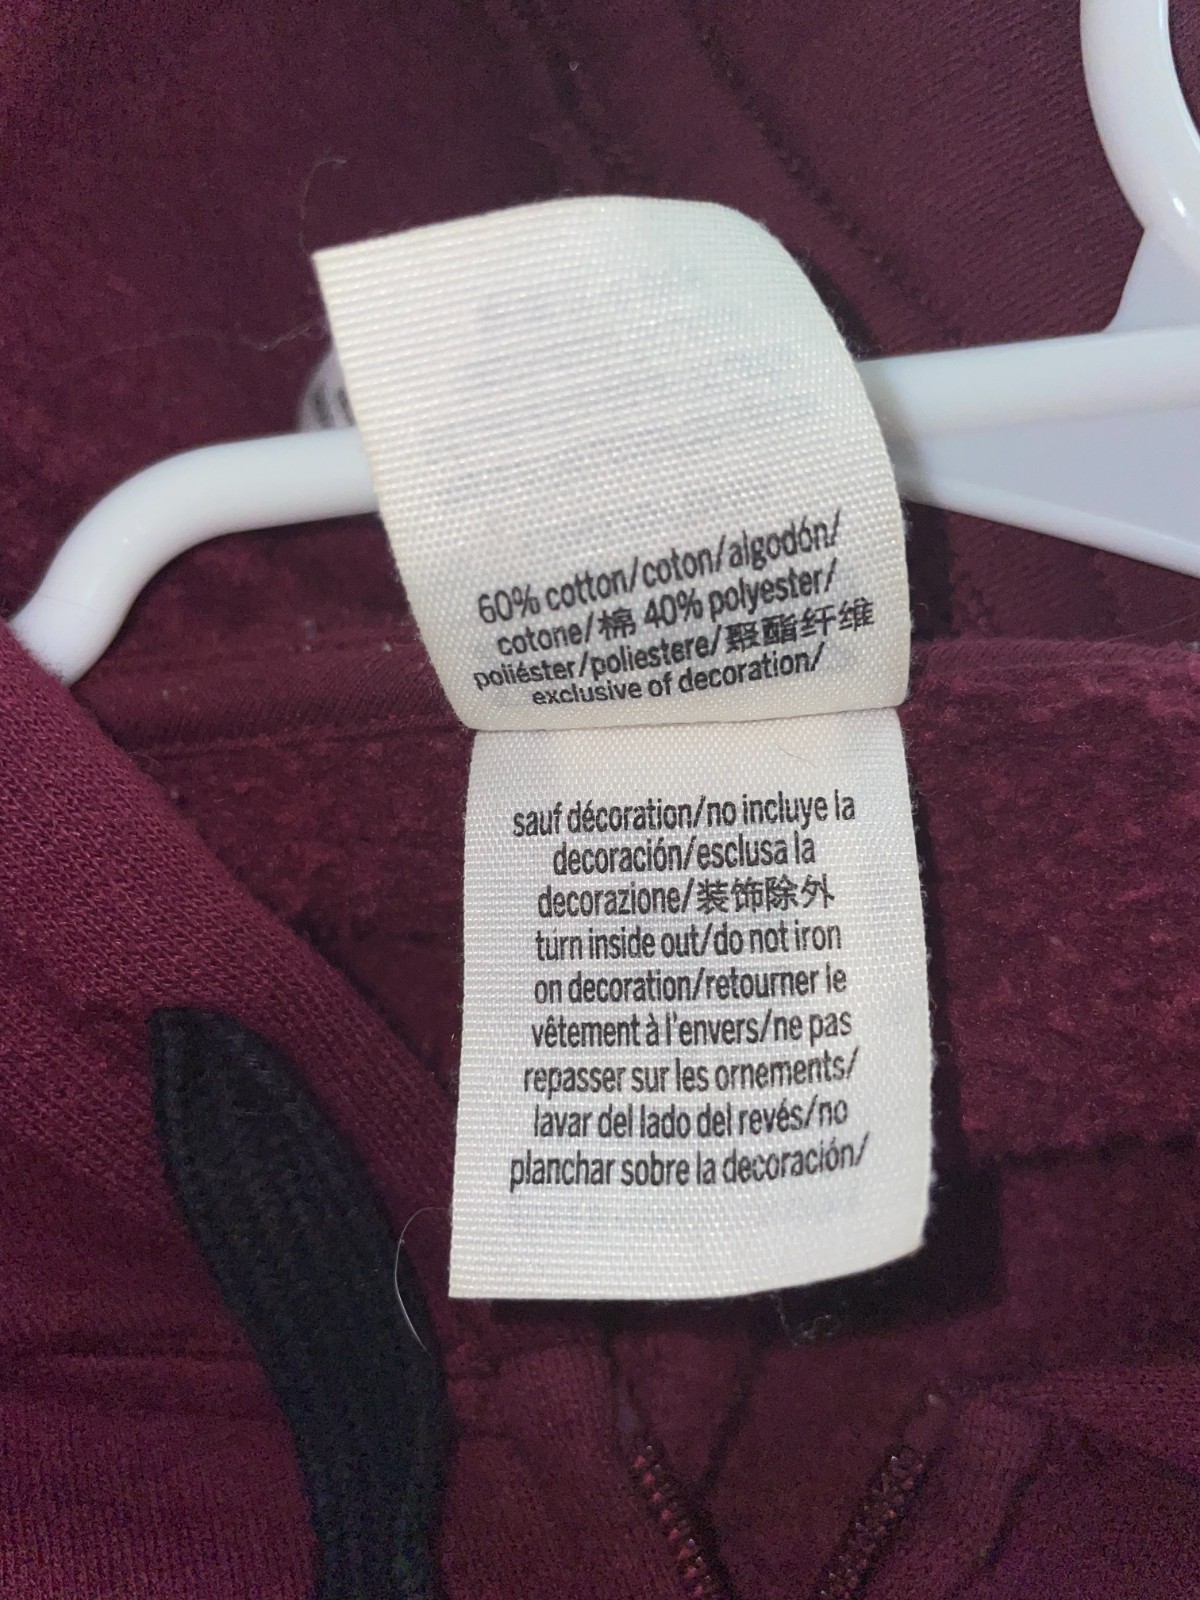 60% cotton/coton/algodón/
cotone/棉 40% polyester/
poliéster/poliestere/聚酯纤维
exclusive of decoration/
sauf décoration/no incluye la
decoración/esclusa la
decorazione/装饰除外
turn inside out/do not iron
on decoration/retourner le
vêtement à l'envers/ne pas
repasser sur les ornements/
lavar del lado del revés/no
planchar sobre la decoración/